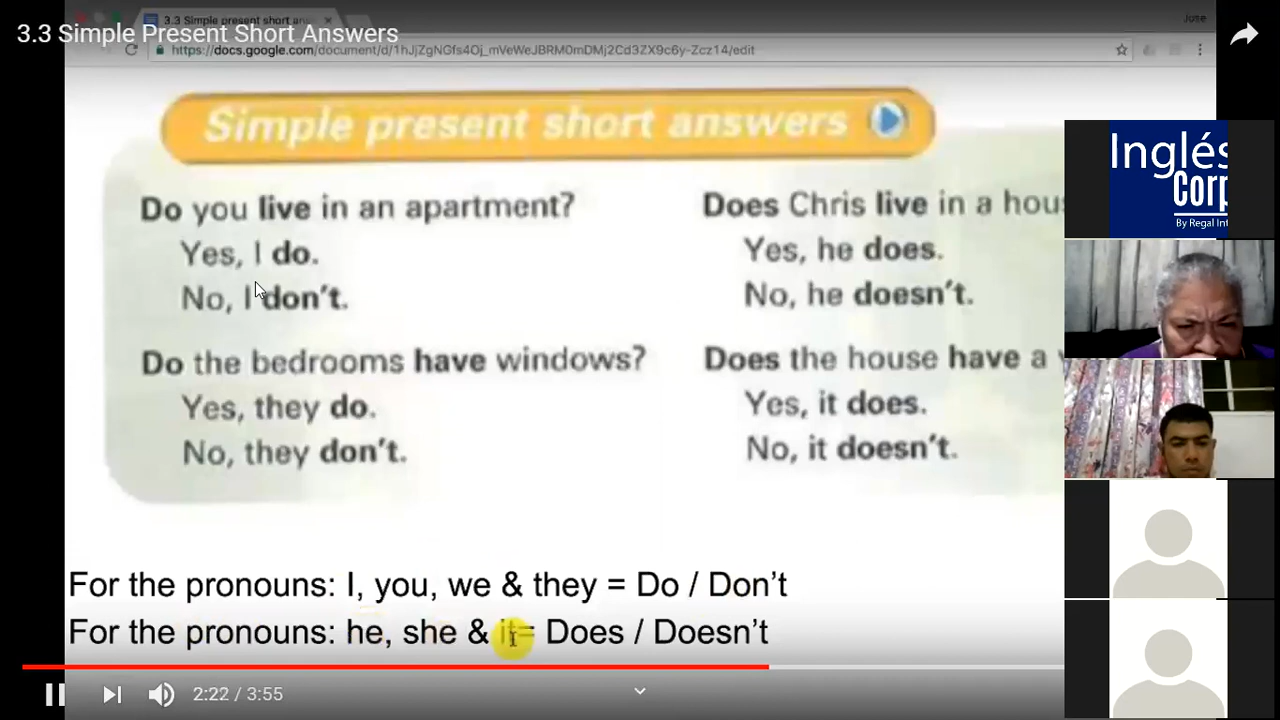 3.3 Simple present short ans
3.3 Simple Present Short Answers
Jose
https://docs.google.com/document/d/1hJjZgNGfs4Oj_mVeWeJBRM0mDMj2Cd3ZX9c6y-Zcz14/edit
Simple present short answers
Do you live in an apartment?
Yes, I do.
No, I don't.
Do the bedrooms have windows?
Yes, they do.
No, they don't.
Does Chris live in a hous
Yes, he does.
No, he doesn't.
Does the house have a
Yes, it does.
No, it doesn't.
For the pronouns: I, you, we & they = Do / Don't
For the pronouns: he, she & it= Does / Doesn't
2:22 / 3:55
Inglés
Corp
By Regal Int